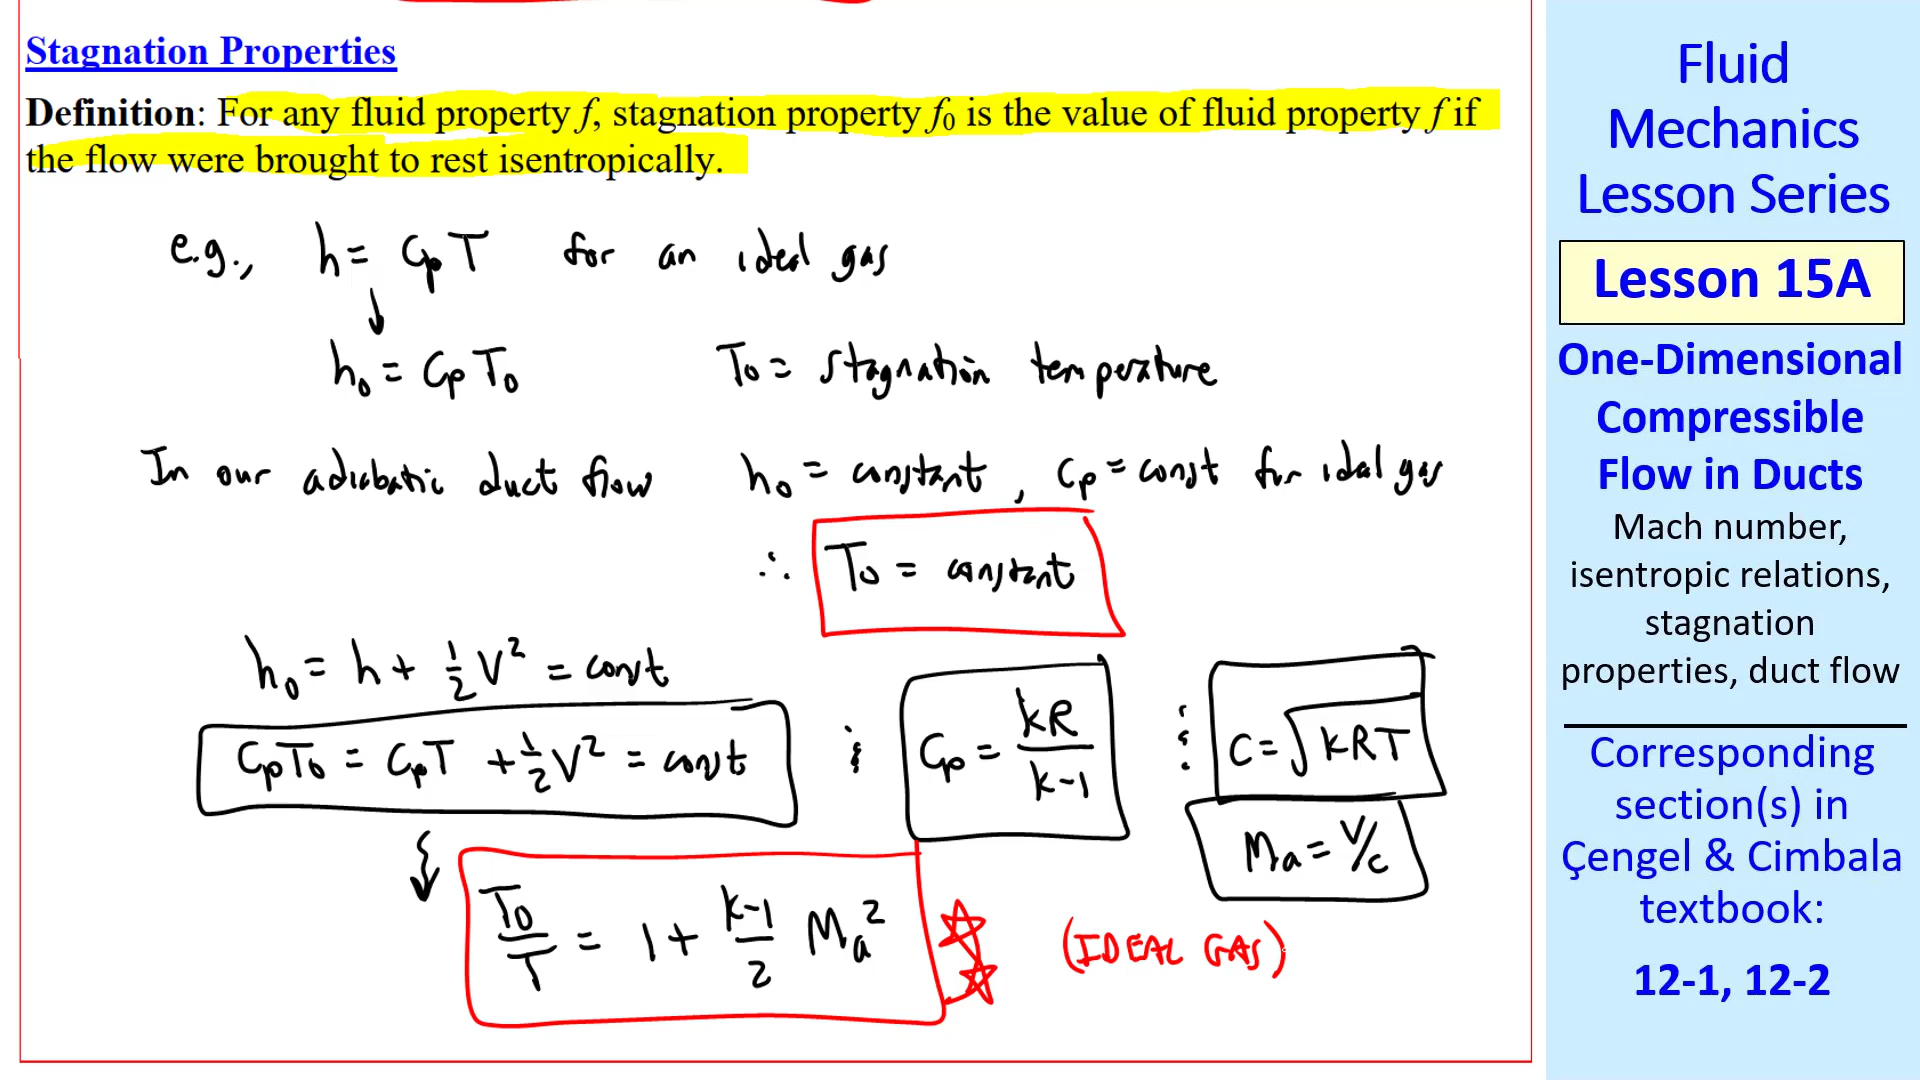 Stagnation Properties
Definition: For any fluid property f, stagnation property f₀ is the value of fluid property f if
the flow were brought to rest isentropically.
e.g., h = CpT for an ideal gas
↓
h₀ = CpT₀ T₀ = stagnation temperature
In our adiabatic duct flow h₀ = constant, Cp = const for ideal gas
∴ T₀ = constant
h₀ = h + ½V² = const
CpT₀ = CpT + ½V² = const & Cp = kR/(k-1) & C = √kRT
Ma = V/c
T₀/T = 1 + (k-1)/2 Ma² (IDEAL GAS)
Fluid
Mechanics
Lesson Series
Lesson 15A
One-Dimensional
Compressible
Flow in Ducts
Mach number,
isentropic relations,
stagnation
properties, duct flow
Corresponding
section(s) in
Çengel & Cimbala
textbook:
12-1, 12-2